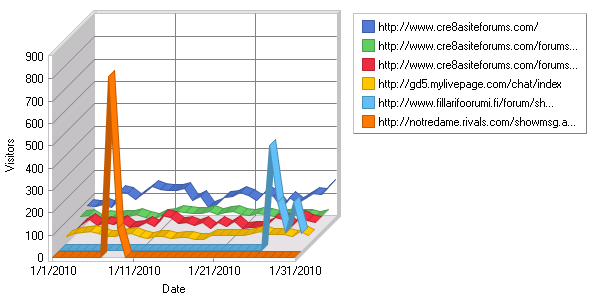 900
800
700
600
500
400
300
200
100
0
Visitors
1/1/2010 1/11/2010 1/21/2010 1/31/2010
Date
http://www.cre8asiteforums.com/
http://www.cre8asiteforums.com/forums...
http://www.cre8asiteforums.com/forums...
http://gd5.mylivepage.com/chat/index
http://www.fillarifoorumi.fi/forum/sh...
http://notredame.rivals.com/showmsg.a...